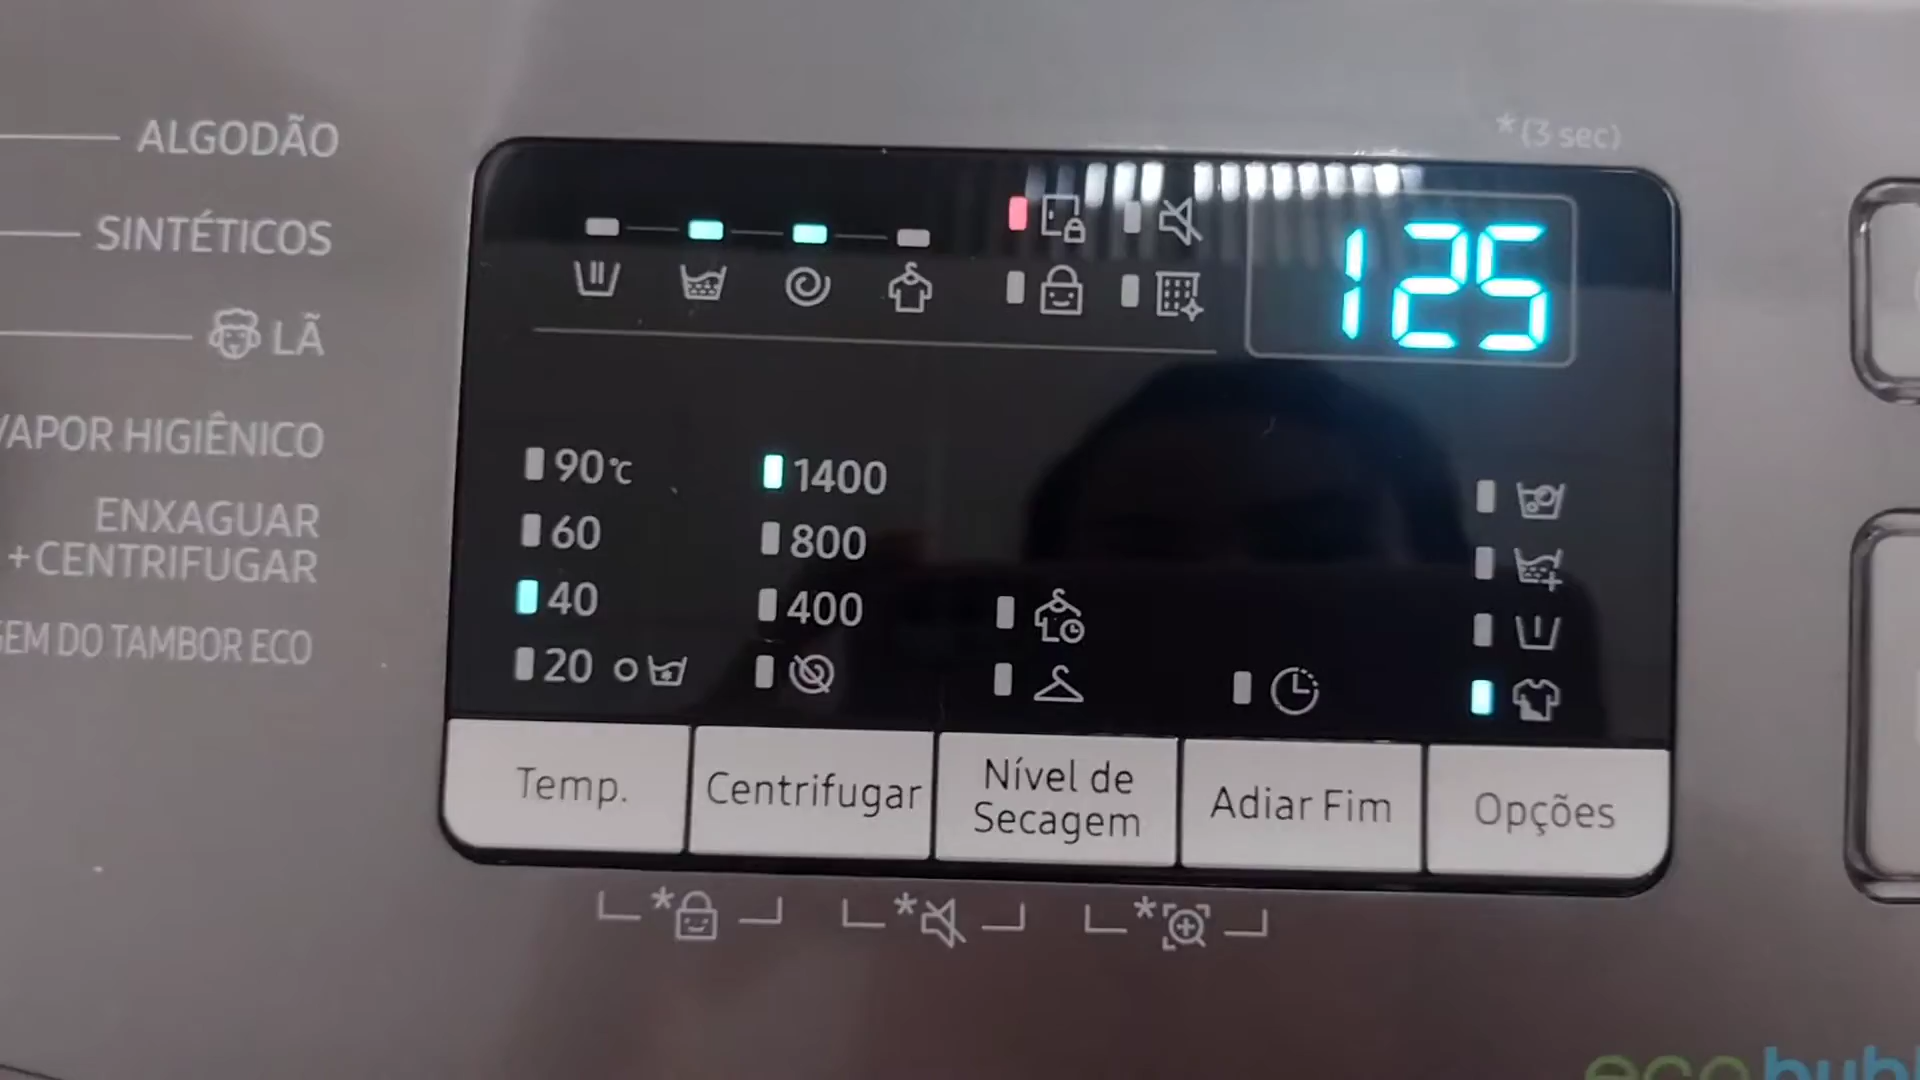 ALGODÃO
SINTÉTICOS
LÃ
VAPOR HIGIÊNICO
ENXAGUAR
+CENTRIFUGAR
DO TAMBOR ECO
*(3 sec)
125
90°C
60
40
20
1400
800
400
Temp.
Centrifugar
Nível de
Secagem
Adiar Fim
Opções
*
*
*
eco